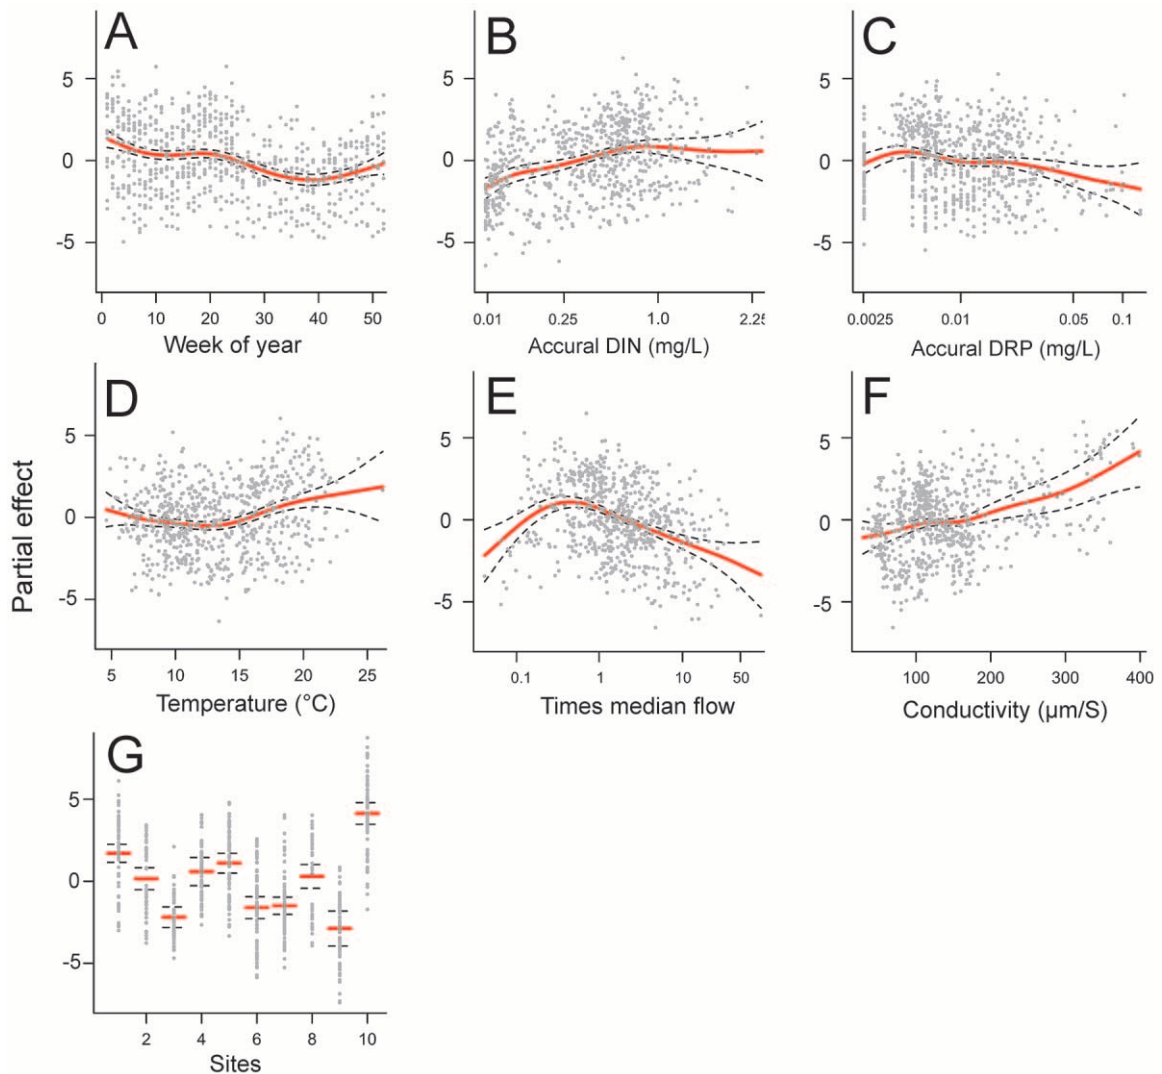 A
B
C
5
0
-5
0 10 20 30 40 50
Week of year
5
0
-5
0.01 0.25 1.0 2.25
Accural DIN (mg/L)
5
0
-5
0.0025 0.01 0.05 0.1
Accural DRP (mg/L)
Partial effect
D
E
F
5
0
-5
5 10 15 20 25
Temperature (°C)
5
0
-5
0.1 1 10 50
Times median flow
5
0
-5
100 200 300 400
Conductivity (µm/S)
G
5
0
-5
2 4 6 8 10
Sites